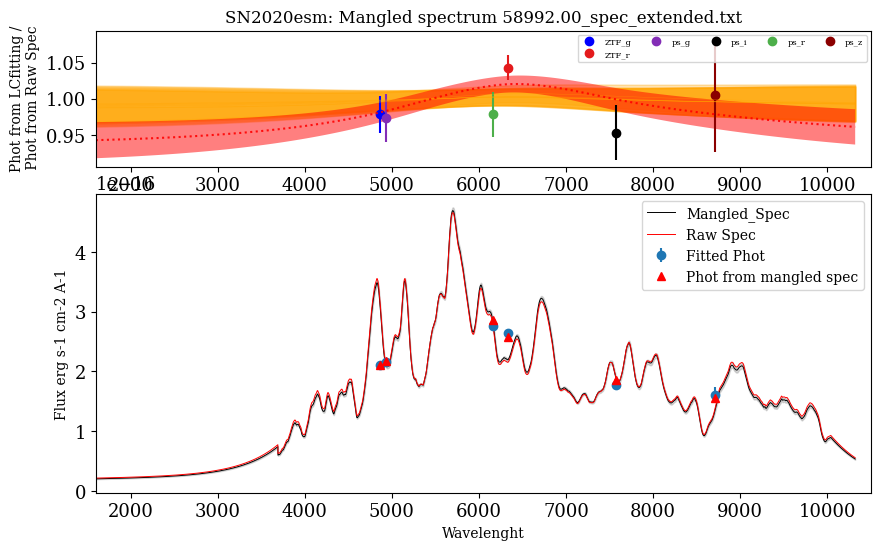 SN2020esm: Mangled spectrum 58992.00_spec_extended.txt
Phot from LCfitting /
Phot from Raw Spec
1.05
1.00
0.95
ZTF_g
ps_g
ps_i
ps_r
ps_z
ZTF_r
2000 3000 4000 5000 6000 7000 8000 9000 10000
1e−16
Flux erg s-1 cm-2 A-1
4
3
2
1
0
Mangled_Spec
Raw Spec
Fitted Phot
Phot from mangled spec
2000 3000 4000 5000 6000 7000 8000 9000 10000
Wavelenght